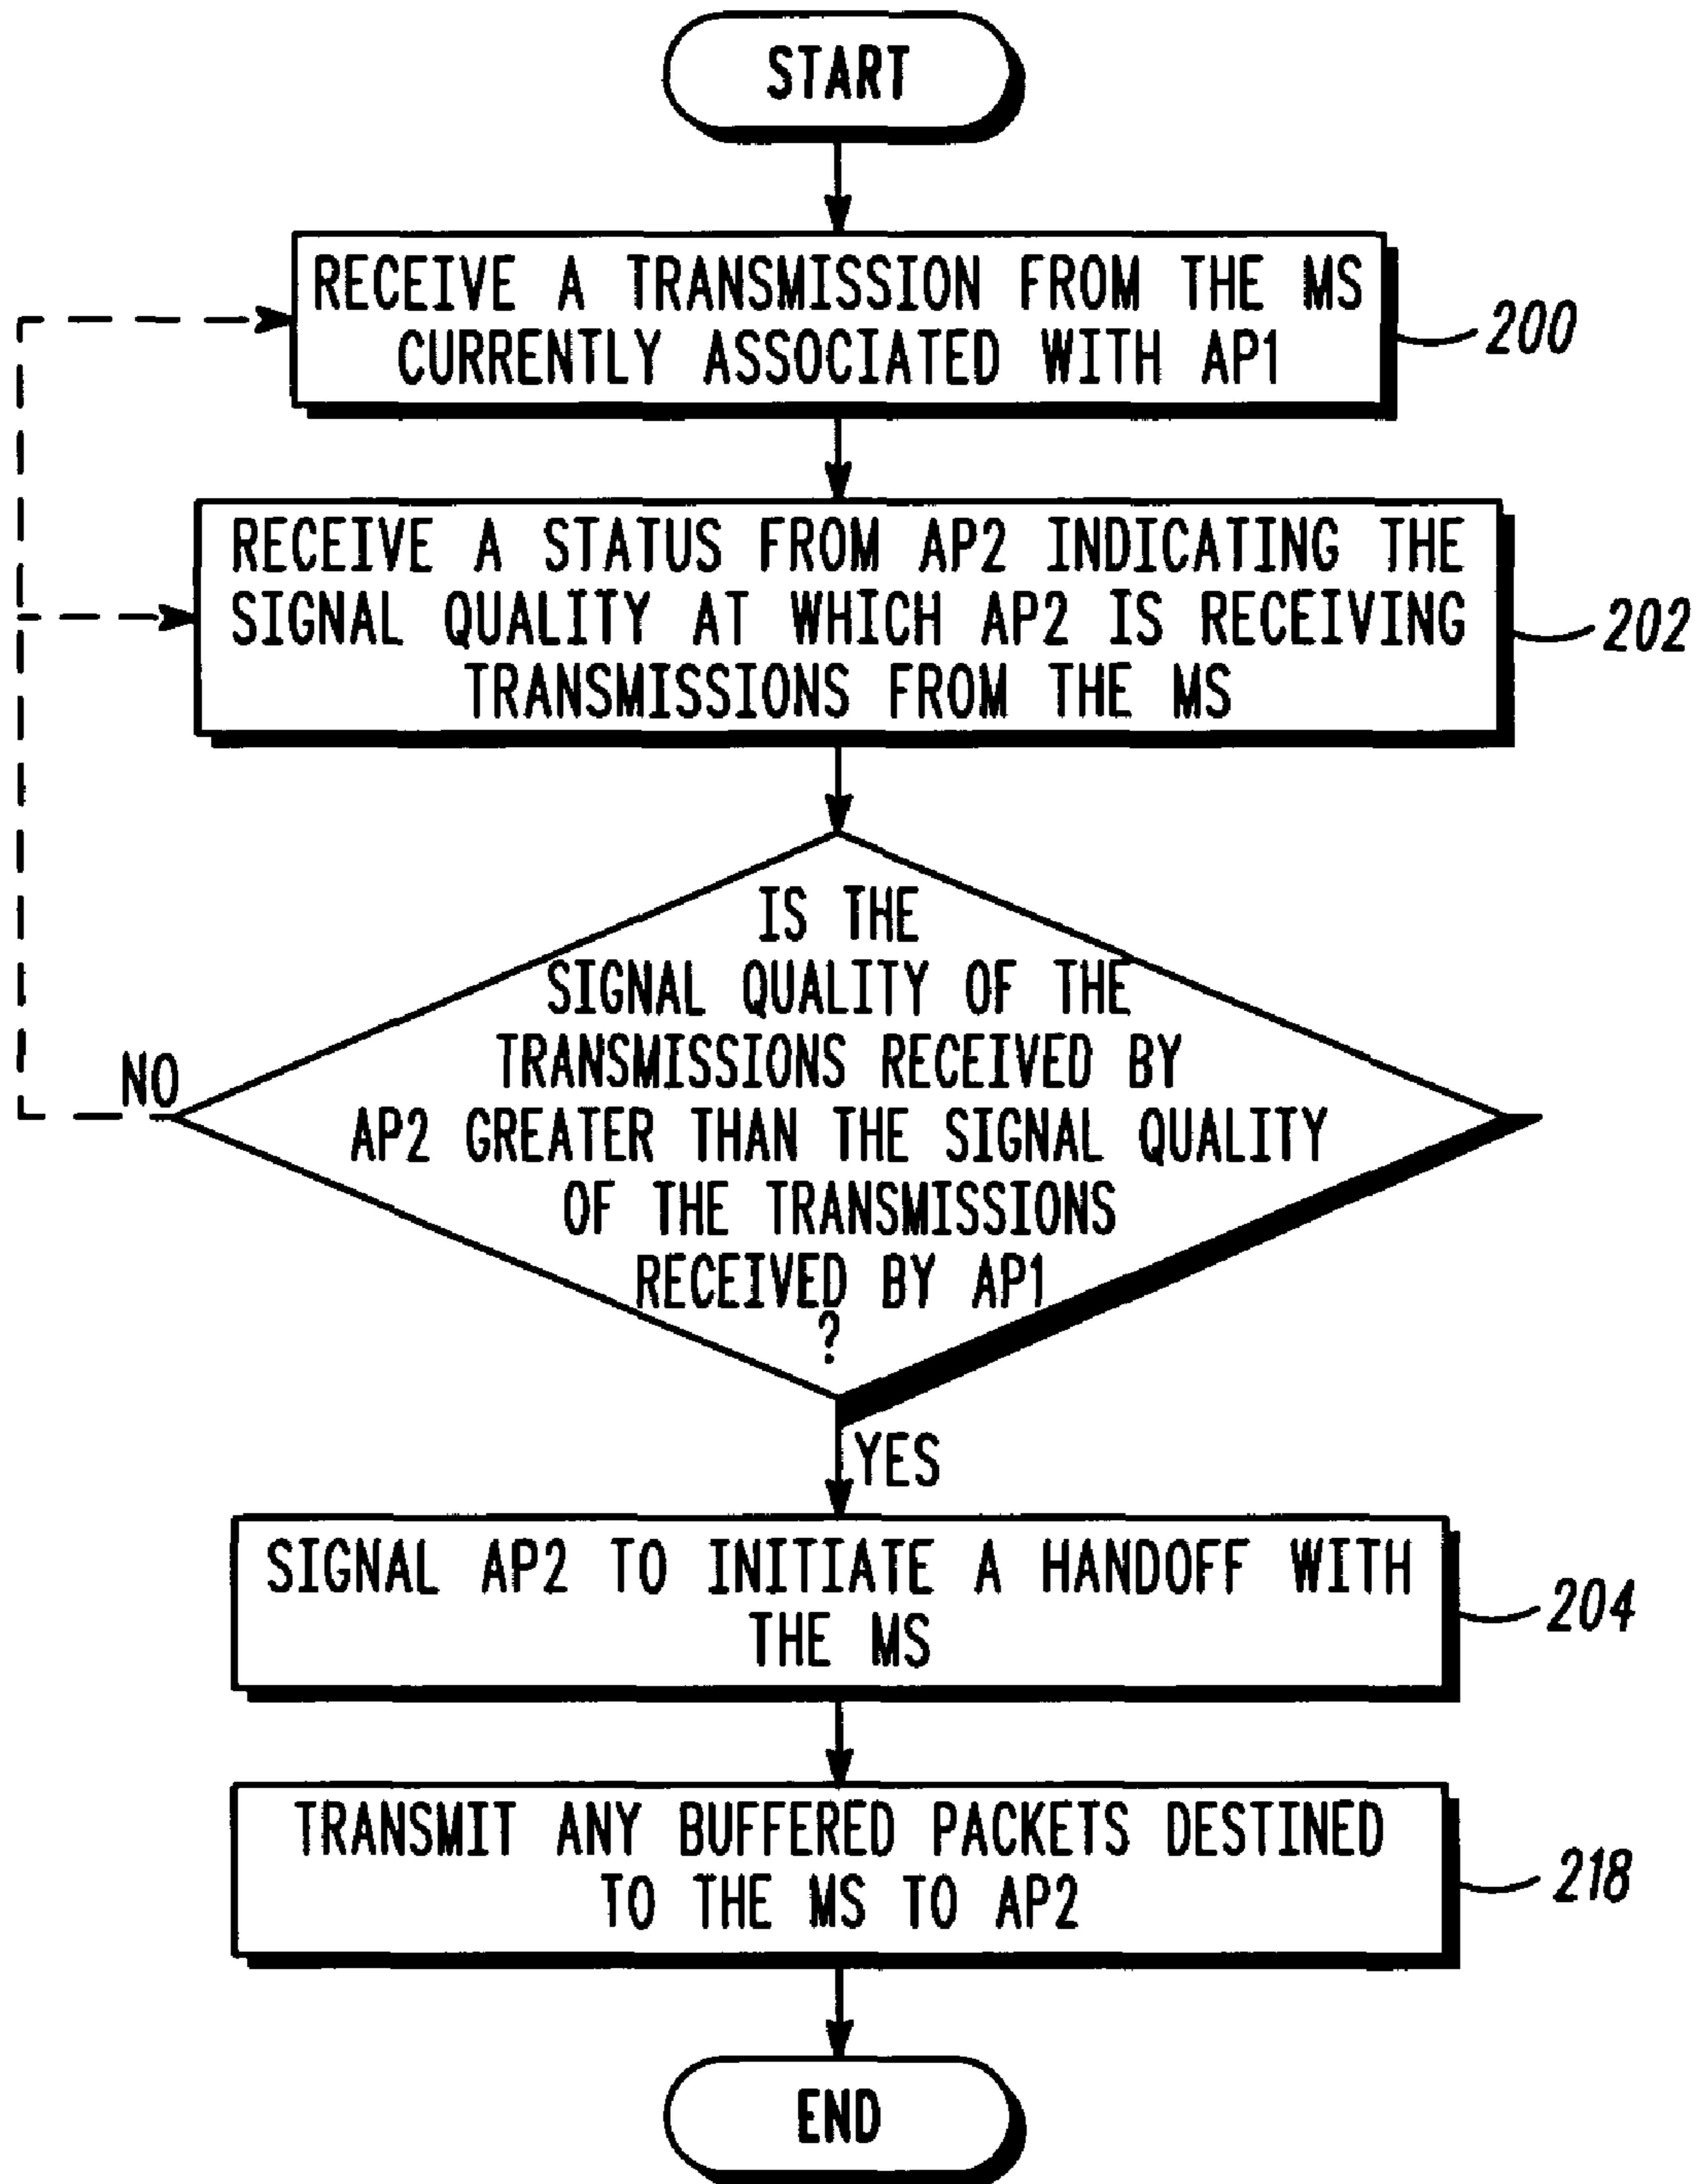 START
RECEIVE A TRANSMISSION FROM THE MS
CURRENTLY ASSOCIATED WITH AP1
200
RECEIVE A STATUS FROM AP2 INDICATING THE
SIGNAL QUALITY AT WHICH AP2 IS RECEIVING
TRANSMISSIONS FROM THE MS
202
IS THE
SIGNAL QUALITY OF THE
TRANSMISSIONS RECEIVED BY
AP2 GREATER THAN THE SIGNAL QUALITY
OF THE TRANSMISSIONS
RECEIVED BY AP1
?
NO
YES
SIGNAL AP2 TO INITIATE A HANDOFF WITH
THE MS
204
TRANSMIT ANY BUFFERED PACKETS DESTINED
TO THE MS TO AP2
218
END